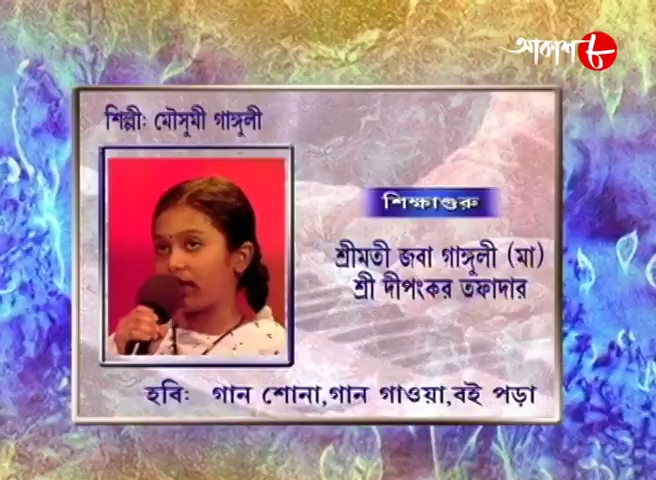 আকাশ ৮
শিল্পী: মৌসুমী গাঙ্গুলী
শিক্ষাগুরু
শ্রীমতী জবা গাঙ্গুলী (মা)
শ্রী দীপংকর তফাদার
হবি: গান শোনা,গান গাওয়া,বই পড়া